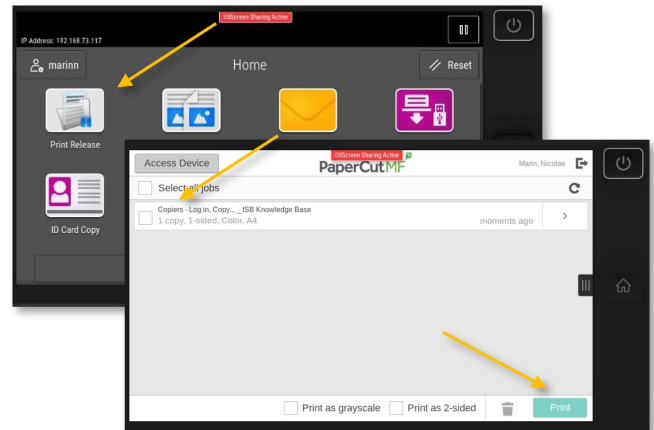 Screen Sharing Active
IP Address: 192.168.73.117
marinn
Home
Reset
Print Release
ID Card Copy
Access Device
Screen Sharing Active
PaperCut MF
Marin, Nicolae
Select all jobs
Copiers - Log in, Copy... _ ISB Knowledge Base
1 copy, 1-sided, Color, A4
moments ago
Print as grayscale
Print as 2-sided
Print